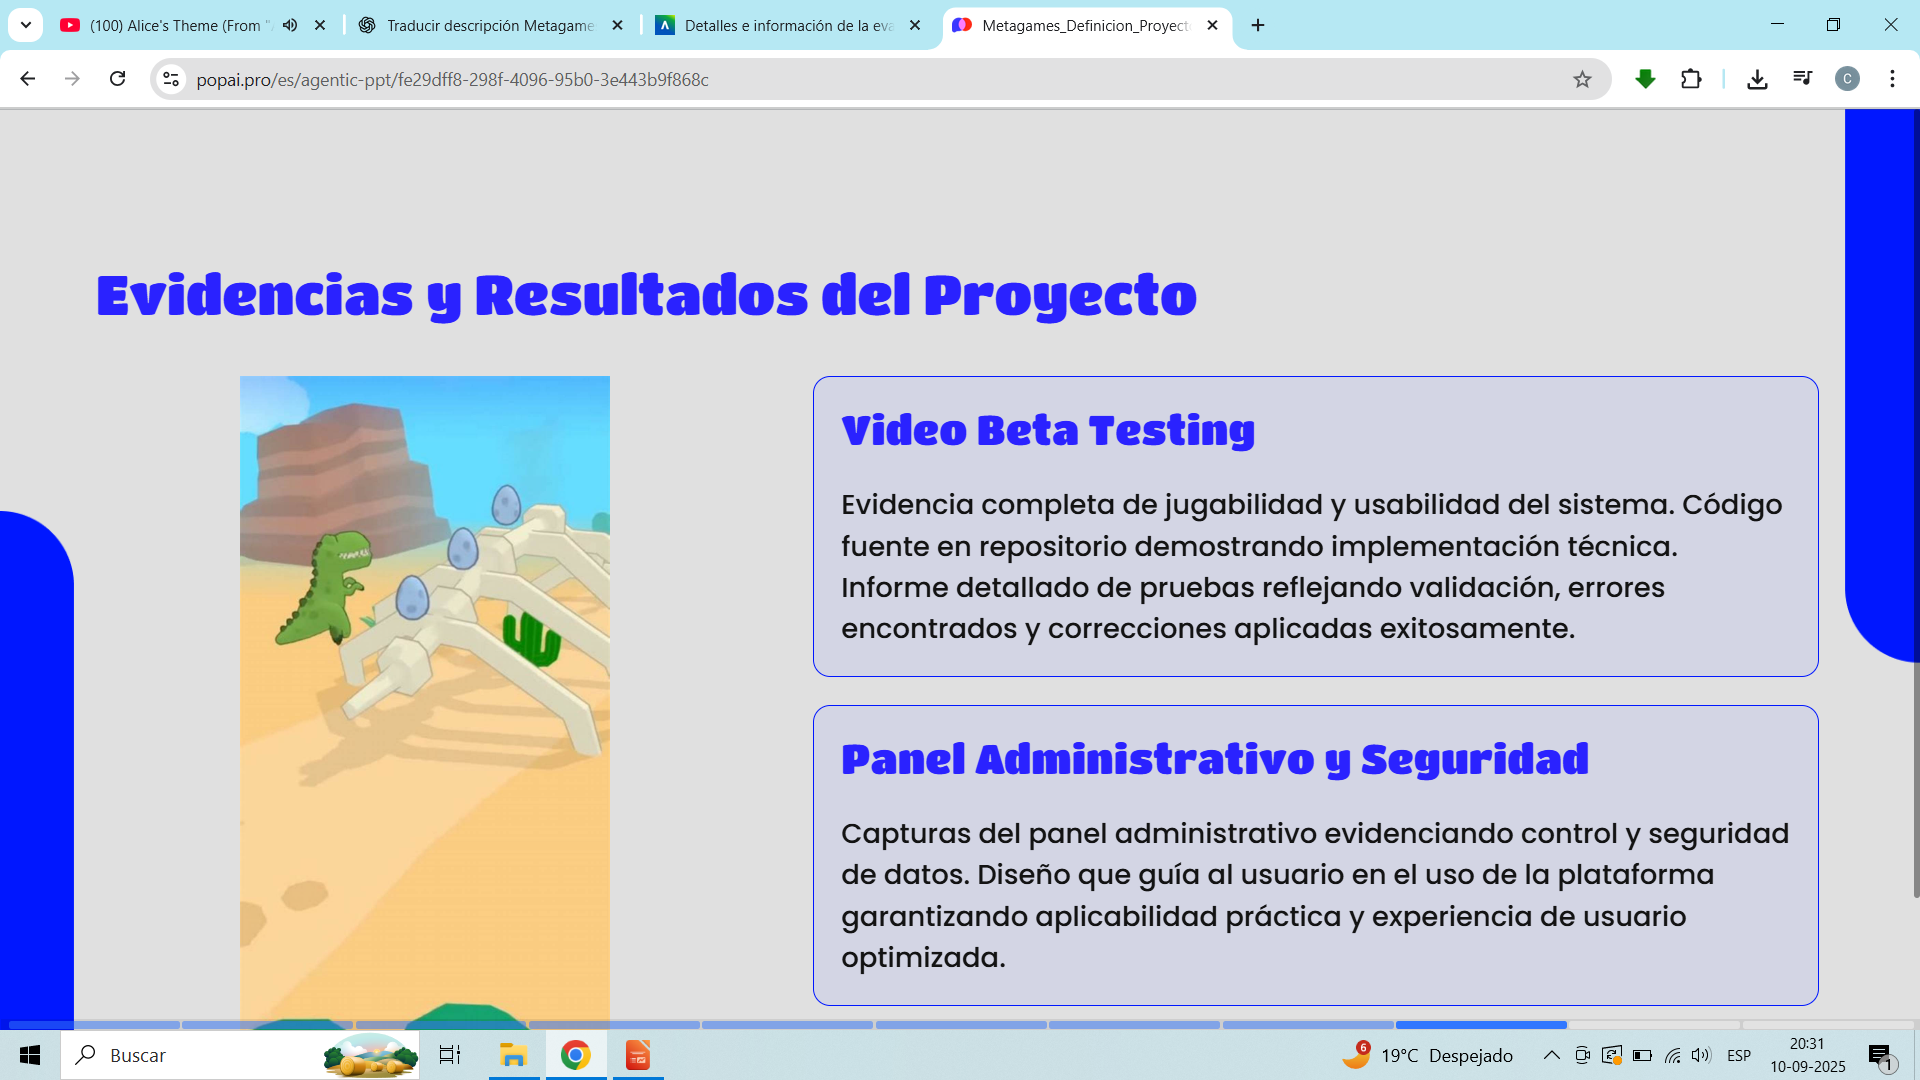 (100) Alice's Theme (From "
Traducir descripción Metagame
Detalles e información de la eva
Metagames_Definicion_Proyect
popai.pro/es/agentic-ppt/fe29dff8-298f-4096-95b0-3e443b9f868c
C
Evidencias y Resultados del Proyecto
Video Beta Testing
Evidencia completa de jugabilidad y usabilidad del sistema. Código
fuente en repositorio demostrando implementación técnica.
Informe detallado de pruebas reflejando validación, errores
encontrados y correcciones aplicadas exitosamente.
Panel Administrativo y Seguridad
Capturas del panel administrativo evidenciando control y seguridad
de datos. Diseño que guía al usuario en el uso de la plataforma
garantizando aplicabilidad práctica y experiencia de usuario
optimizada.
Buscar
6
19°C Despejado
ESP
20:31
10-09-2025
1